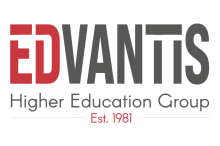 EDVANTIS
Higher Education Group
Est. 1981